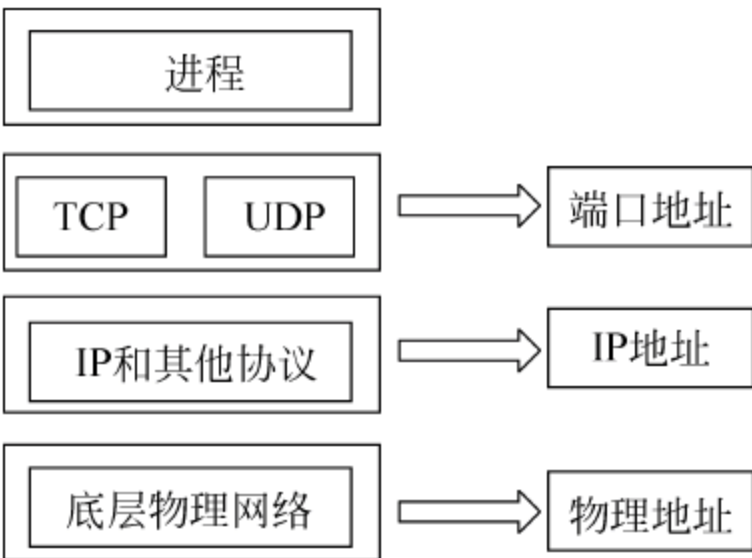 进程
TCP
UDP
端口地址
IP和其他协议
IP地址
底层物理网络
物理地址